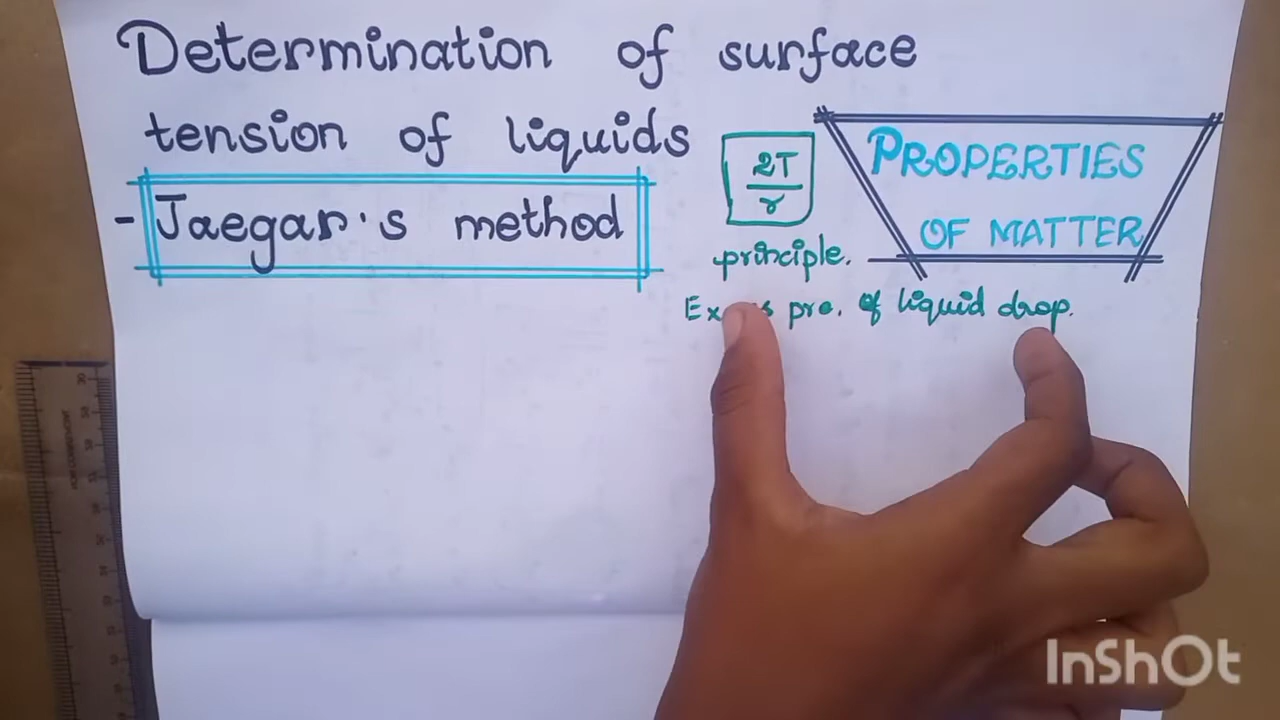 Determination of surface
tension of liquids
- Jaegar's method
2T
r
principle.
PROPERTIES
OF MATTER
pre. of liquid drop.
InShOt